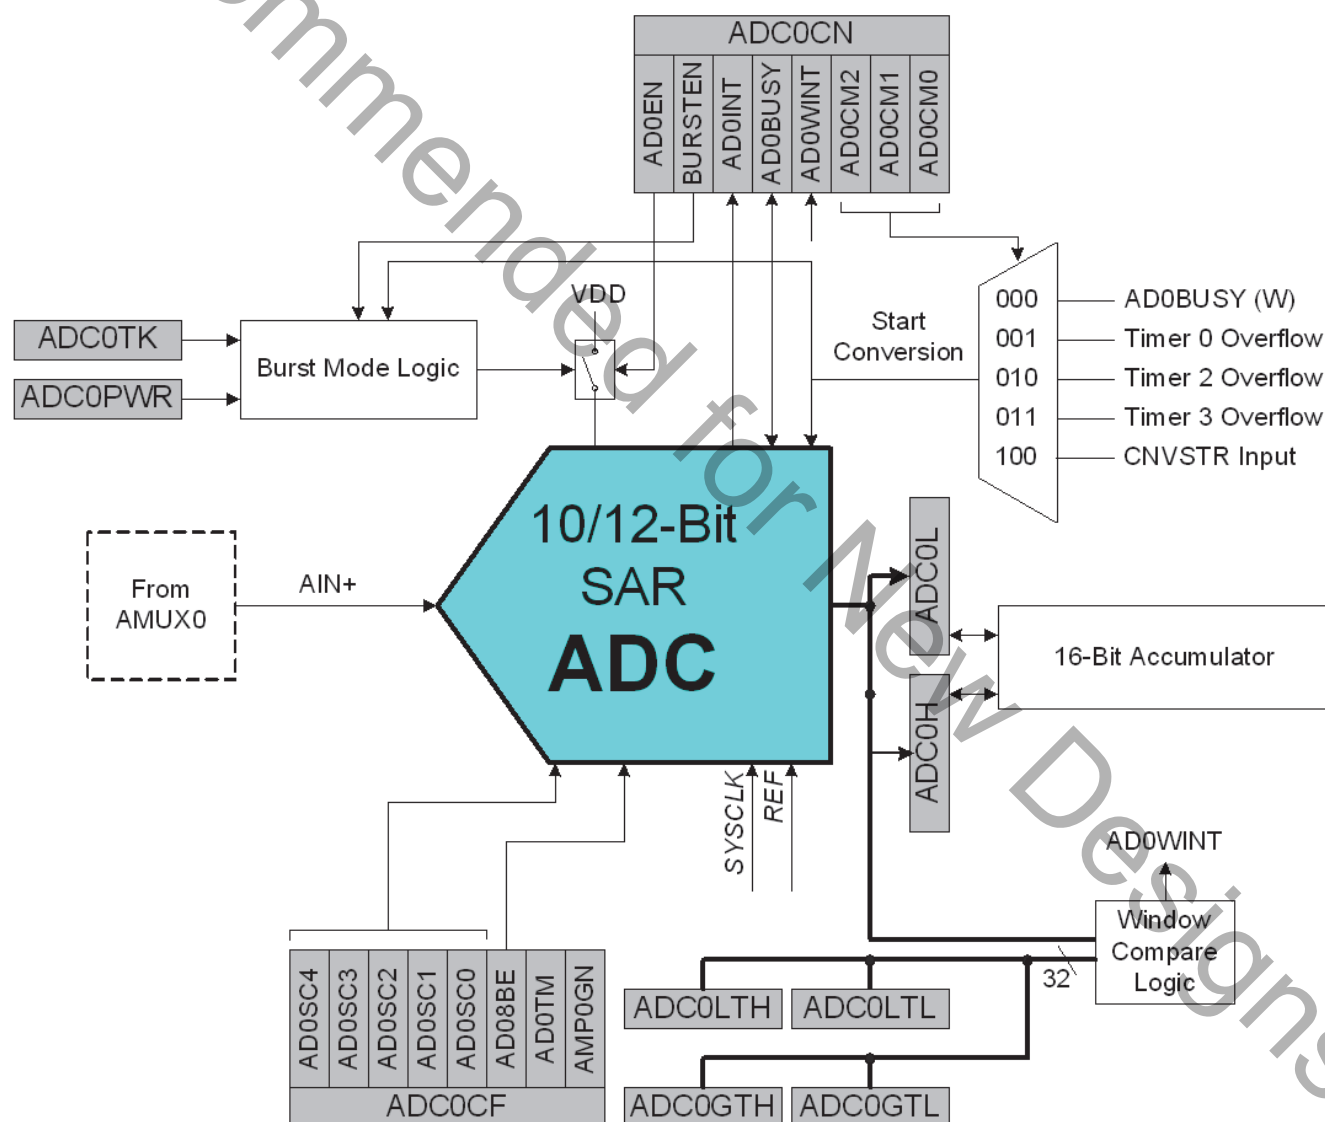 ADC0CN
AD0EN
BURSTEN
AD0INT
AD0BUSY
AD0WINT
AD0CM2
AD0CM1
AD0CM0
VDD
ADC0TK
ADC0PWR
Burst Mode Logic
Start
Conversion
000 AD0BUSY (W)
001 Timer 0 Overflow
010 Timer 2 Overflow
011 Timer 3 Overflow
100 CNVSTR Input
From
AMUX0
AIN+
10/12-Bit
SAR
ADC
ADC0L
ADC0H
16-Bit Accumulator
SYSCLK
REF
AD0WINT
Window
Compare
Logic
32
AD0SC4
AD0SC3
AD0SC2
AD0SC1
AD0SC0
AD08BE
AD0TM
AMP0GN
ADC0CF
ADC0LTH
ADC0LTL
ADC0GTH
ADC0GTL
ommended for New Designs